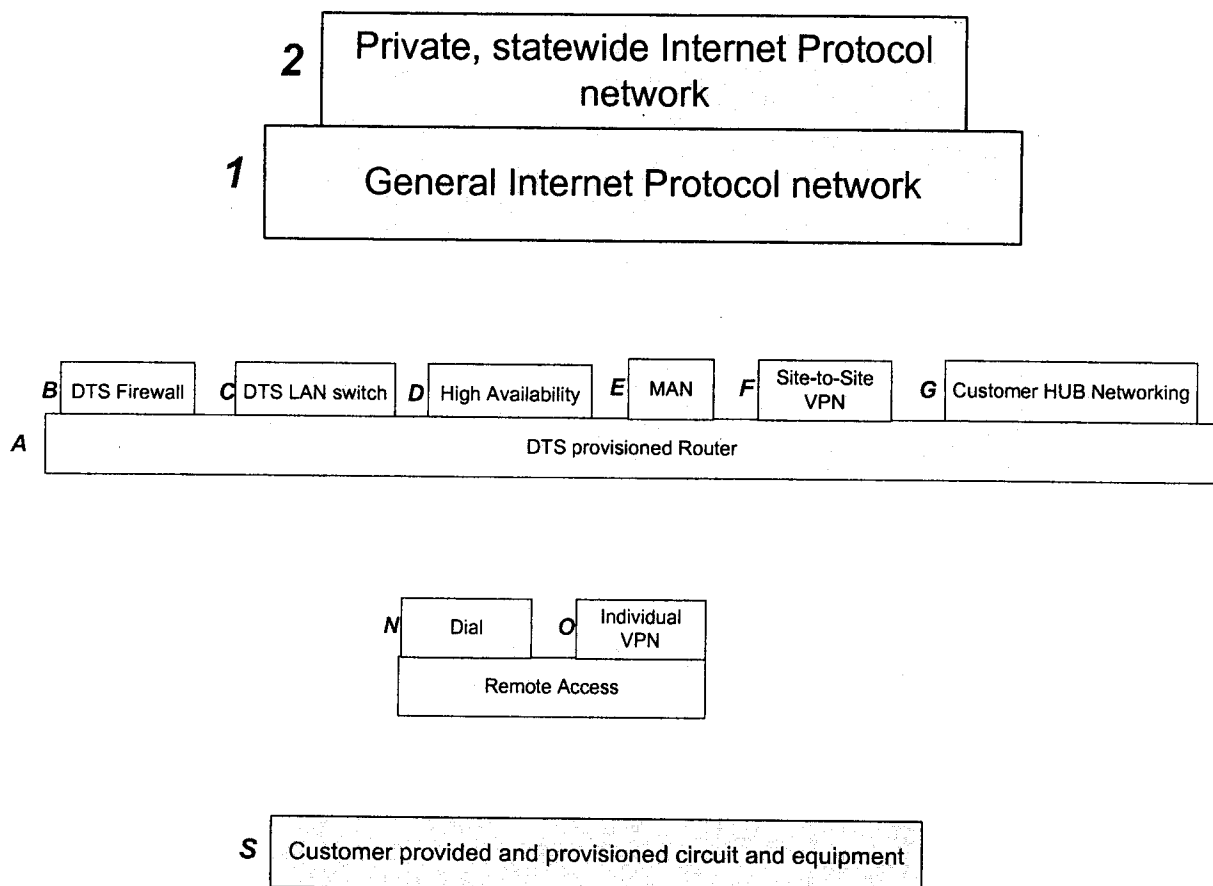 2 Private, statewide Internet Protocol
network
1 General Internet Protocol network
B DTS Firewall C DTS LAN switch D High Availability E MAN F Site-to-Site
VPN G Customer HUB Networking
A DTS provisioned Router
N Dial O Individual
VPN
Remote Access
S Customer provided and provisioned circuit and equipment